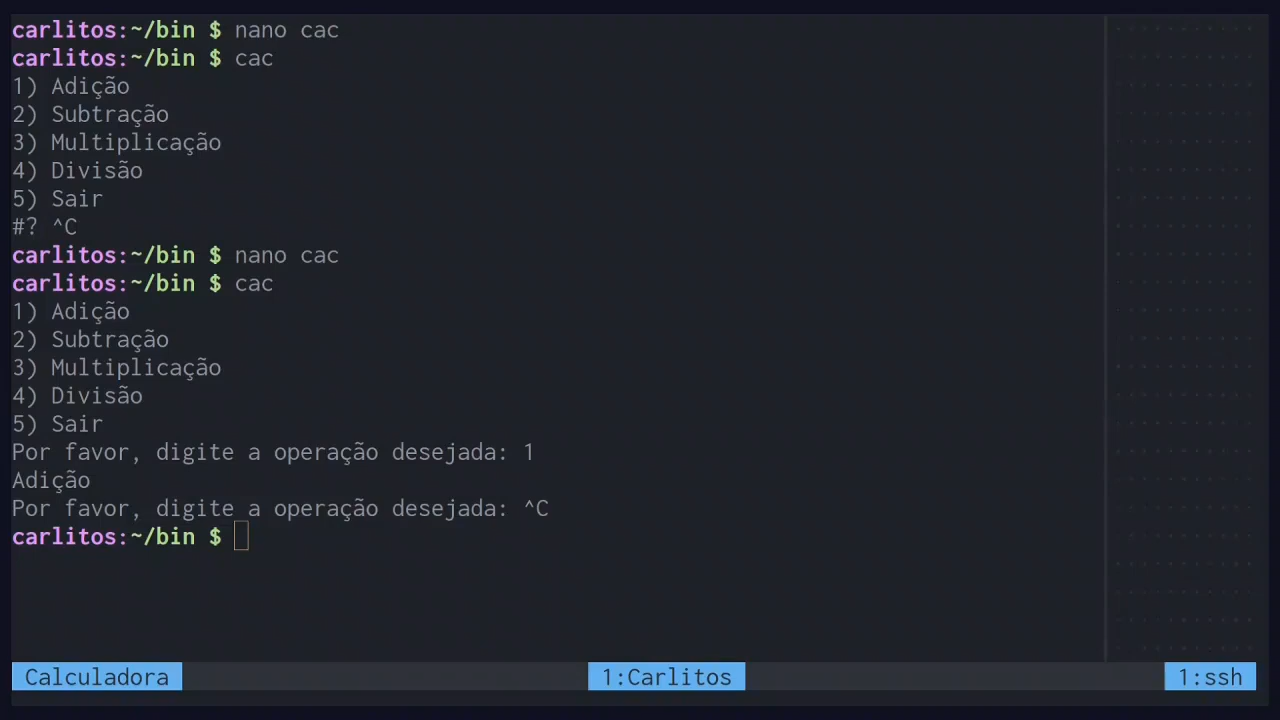 carlitos:~/bin $ nano cac
carlitos:~/bin $ cac
1) Adição
2) Subtração
3) Multiplicação
4) Divisão
5) Sair
#? ^C
carlitos:~/bin $ nano cac
carlitos:~/bin $ cac
1) Adição
2) Subtração
3) Multiplicação
4) Divisão
5) Sair
Por favor, digite a operação desejada: 1
Adição
Por favor, digite a operação desejada: ^C
carlitos:~/bin $
Calculadora 1:Carlitos 1:ssh